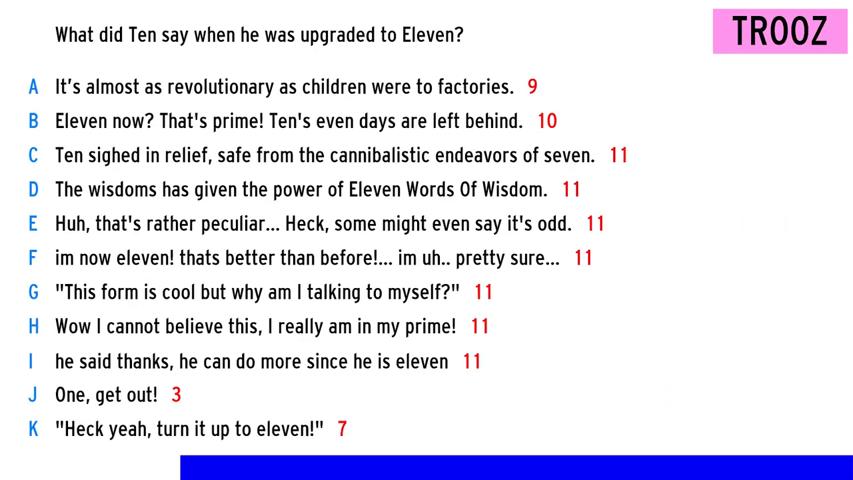 What did Ten say when he was upgraded to Eleven?
TROOZ
A It's almost as revolutionary as children were to factories. 9
B Eleven now? That's prime! Ten's even days are left behind. 10
C Ten sighed in relief, safe from the cannibalistic endeavors of seven. 11
D The wisdoms has given the power of Eleven Words Of Wisdom. 11
E Huh, that's rather peculiar... Heck, some might even say it's odd. 11
F im now eleven! thats better than before!... im uh.. pretty sure... 11
G "This form is cool but why am I talking to myself?" 11
H Wow I cannot believe this, I really am in my prime! 11
I he said thanks, he can do more since he is eleven 11
J One, get out! 3
K "Heck yeah, turn it up to eleven!" 7